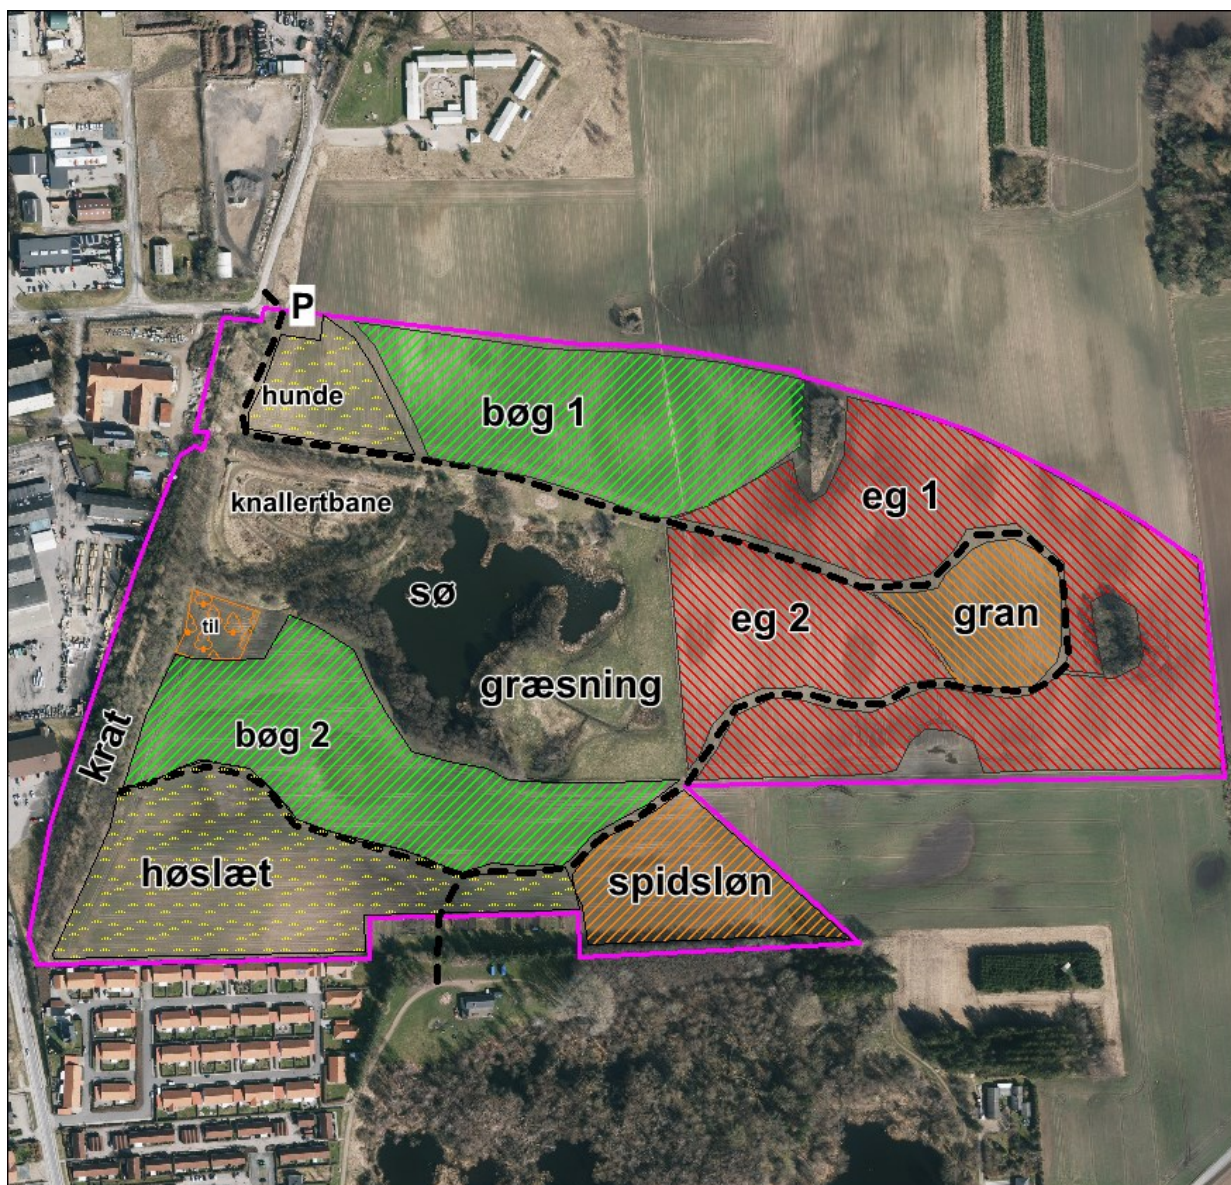 P
hunde
bøg 1
knallertbane
eg 1
sø
til
eg 2
gran
græsning
krat
bøg 2
høslæt
spidsløn